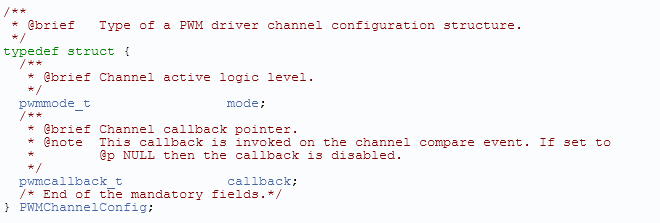 /**
 * @brief   Type of a PWM driver channel configuration structure.
 */
typedef struct {
  /**
   * @brief Channel active logic level.
   */
  pwmmode_t                 mode;
  /**
   * @brief Channel callback pointer.
   * @note  This callback is invoked on the channel compare event. If set to
   *        @p NULL then the callback is disabled.
   */
  pwmcallback_t             callback;
  /* End of the mandatory fields.*/
} PWMChannelConfig;